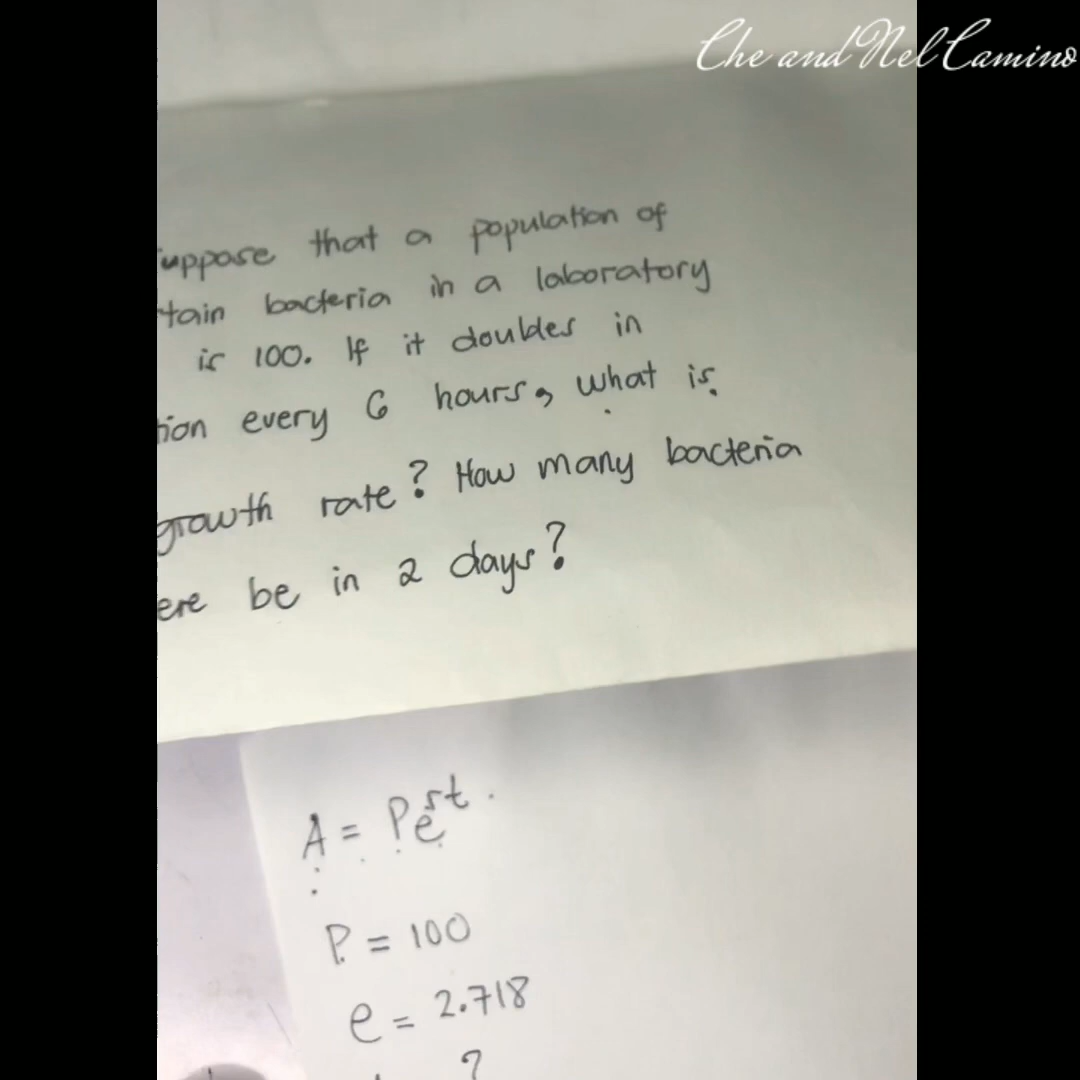 Che and Nel Camino
uppose that a population of
tain bacteria in a laboratory
is 100. If it doubles in
tion every 6 hours, what is
growth rate? How many bacteria
ere be in 2 days?
A = Pe^rt.
P = 100
e = 2.718
?